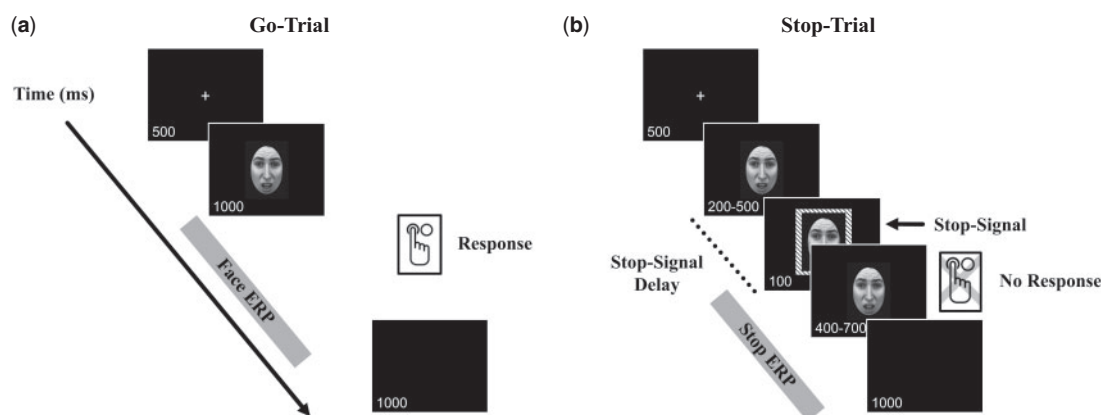 (a)
Go-Trial
Time (ms)
500
1000
Face ERP
Response
1000
(b)
Stop-Trial
500
200-500
Stop-Signal
Stop-Signal
Delay
100
No Response
400-700
Stop ERP
1000